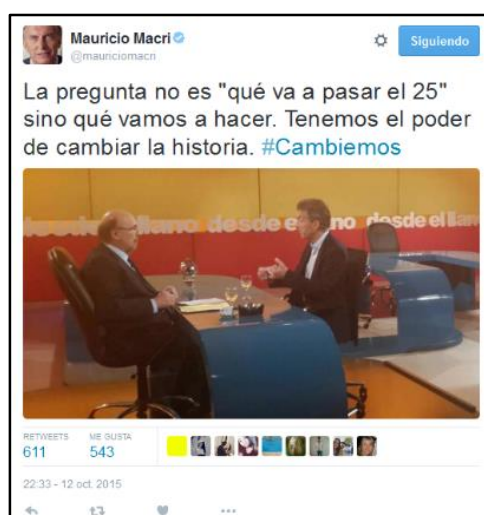 Mauricio Macri
@mauriciomacri
Siguiendo
La pregunta no es "qué va a pasar el 25"
sino qué vamos a hacer. Tenemos el poder
de cambiar la historia. #Cambiemos
llano desde el llano desde el llano
RETWEETS
611
ME GUSTA
543
22:33 - 12 oct. 2015